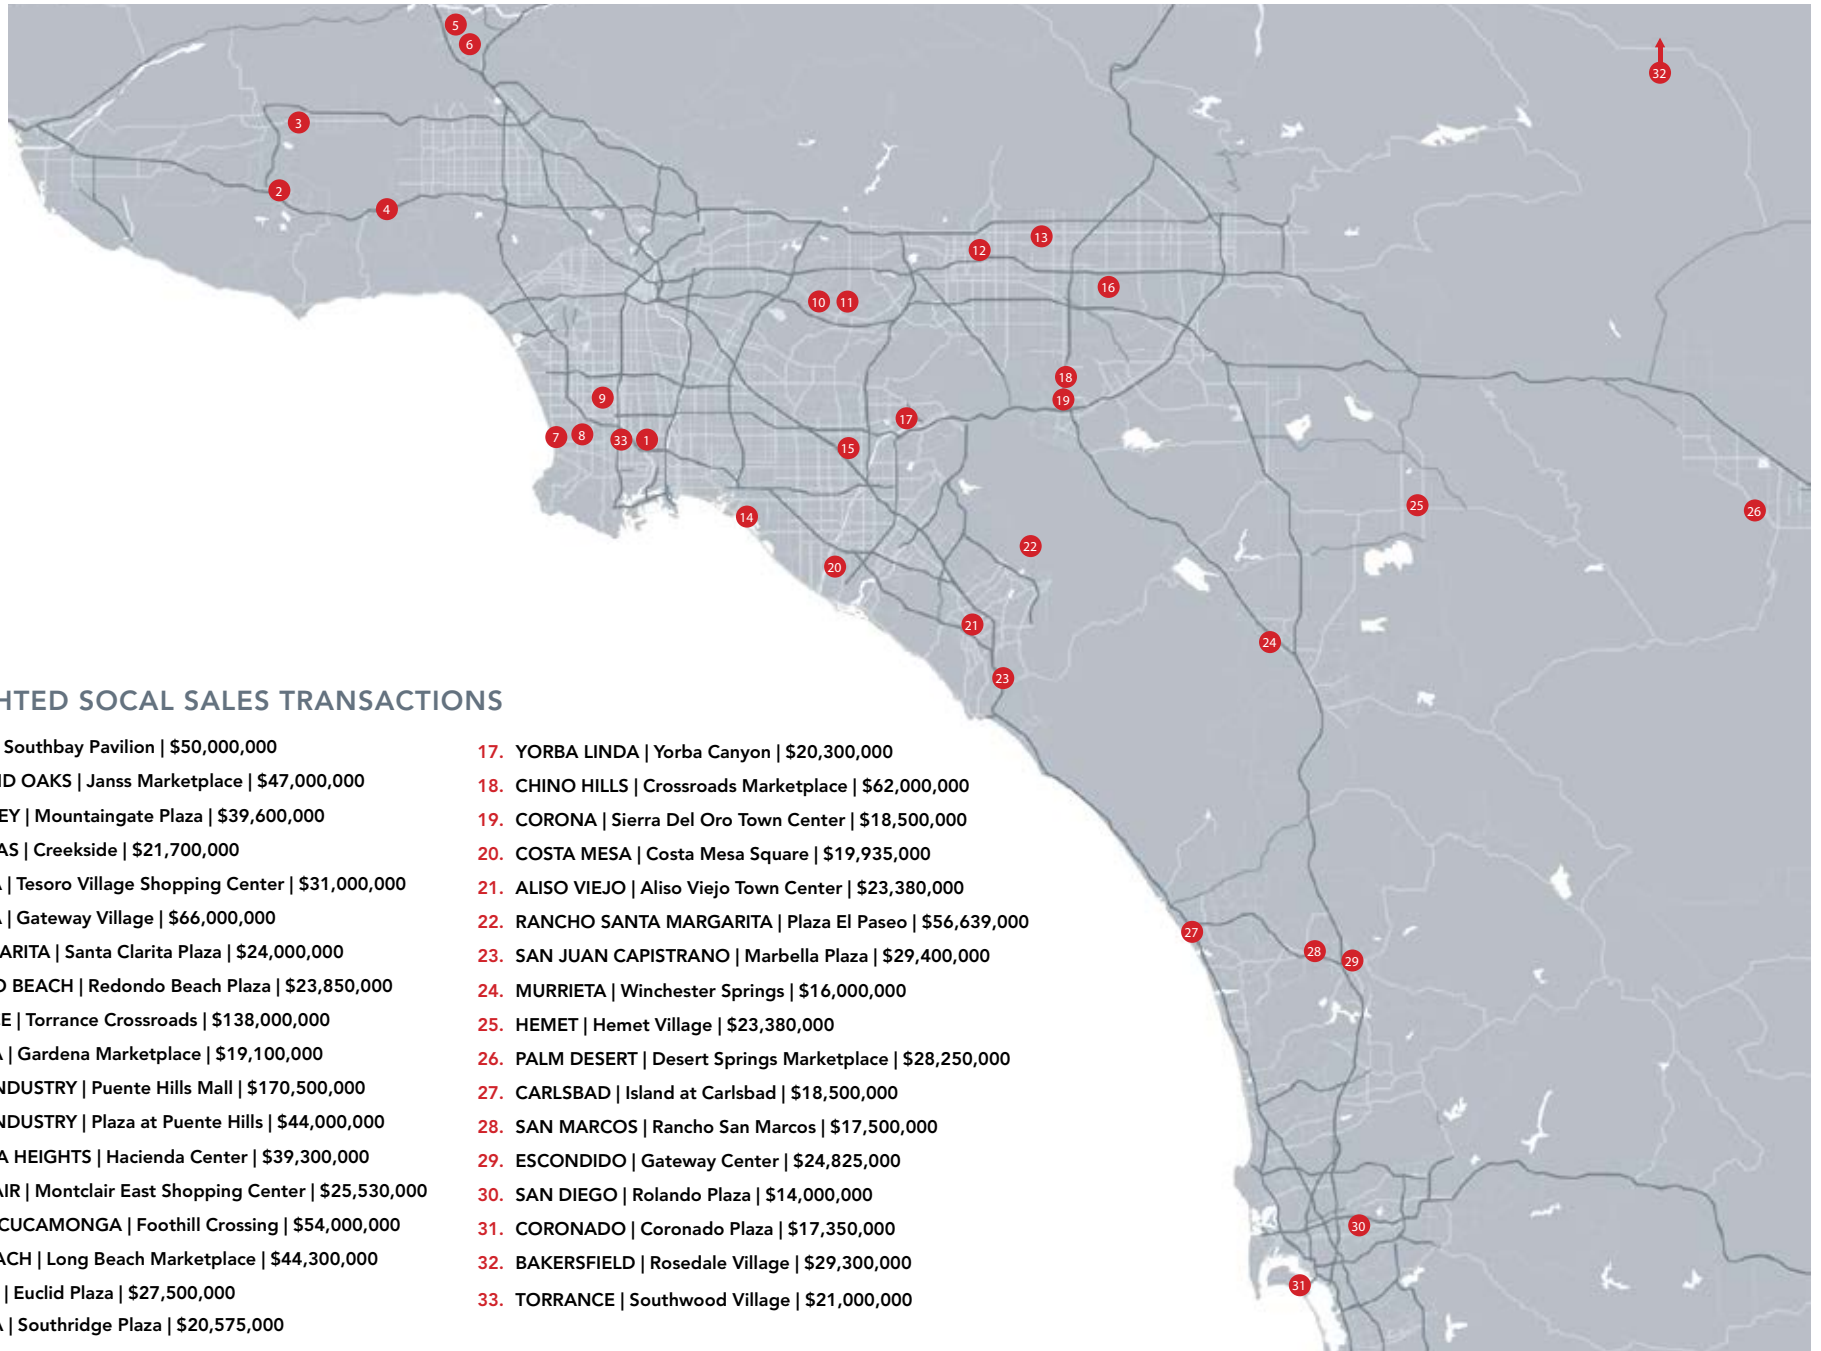 5
6
32
3
2
4
13
12
16
10 11
18
19
9
17
7 8 33 1
15
25
26
14
22
20
21
24
23
27
28
29
30
31
HTED SOCAL SALES TRANSACTIONS
Southbay Pavilion | $50,000,000
ND OAKS | Janss Marketplace | $47,000,000
EY | Mountaingate Plaza | $39,600,000
AS | Creekside | $21,700,000
A | Tesoro Village Shopping Center | $31,000,000
A | Gateway Village | $66,000,000
ARITA | Santa Clarita Plaza | $24,000,000
O BEACH | Redondo Beach Plaza | $23,850,000
E | Torrance Crossroads | $138,000,000
A | Gardena Marketplace | $19,100,000
NDUSTRY | Puente Hills Mall | $170,500,000
NDUSTRY | Plaza at Puente Hills | $44,000,000
A HEIGHTS | Hacienda Center | $39,300,000
AIR | Montclair East Shopping Center | $25,530,000
CUCAMONGA | Foothill Crossing | $54,000,000
ACH | Long Beach Marketplace | $44,300,000
| Euclid Plaza | $27,500,000
A | Southridge Plaza | $20,575,000
17. YORBA LINDA | Yorba Canyon | $20,300,000
18. CHINO HILLS | Crossroads Marketplace | $62,000,000
19. CORONA | Sierra Del Oro Town Center | $18,500,000
20. COSTA MESA | Costa Mesa Square | $19,935,000
21. ALISO VIEJO | Aliso Viejo Town Center | $23,380,000
22. RANCHO SANTA MARGARITA | Plaza El Paseo | $56,639,000
23. SAN JUAN CAPISTRANO | Marbella Plaza | $29,400,000
24. MURRIETA | Winchester Springs | $16,000,000
25. HEMET | Hemet Village | $23,380,000
26. PALM DESERT | Desert Springs Marketplace | $28,250,000
27. CARLSBAD | Island at Carlsbad | $18,500,000
28. SAN MARCOS | Rancho San Marcos | $17,500,000
29. ESCONDIDO | Gateway Center | $24,825,000
30. SAN DIEGO | Rolando Plaza | $14,000,000
31. CORONADO | Coronado Plaza | $17,350,000
32. BAKERSFIELD | Rosedale Village | $29,300,000
33. TORRANCE | Southwood Village | $21,000,000